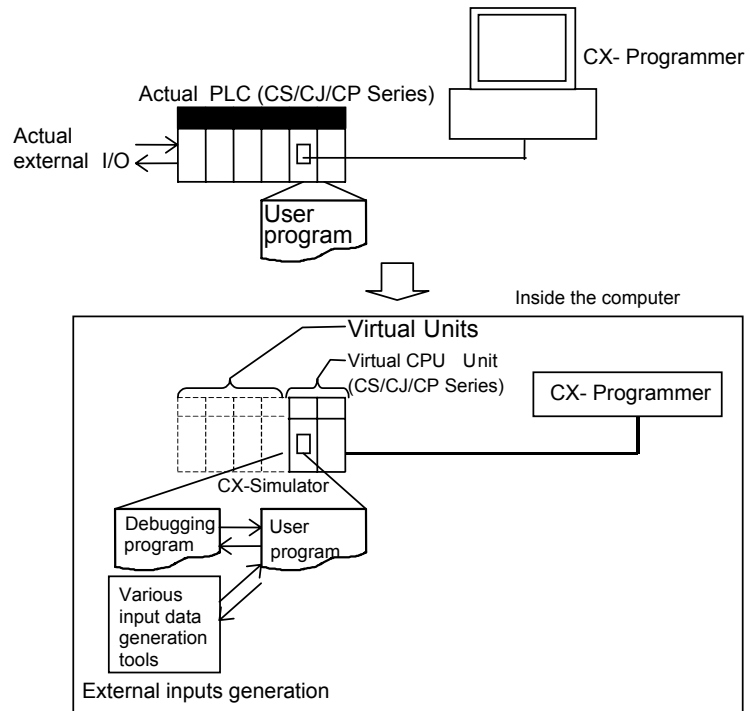 CX- Programmer
Actual PLC (CS/CJ/CP Series)
Actual
external I/O
User
program
Inside the computer
Virtual Units
Virtual CPU Unit
(CS/CJ/CP Series)
CX- Programmer
CX-Simulator
Debugging
program
User
program
Various
input data
generation
tools
External inputs generation